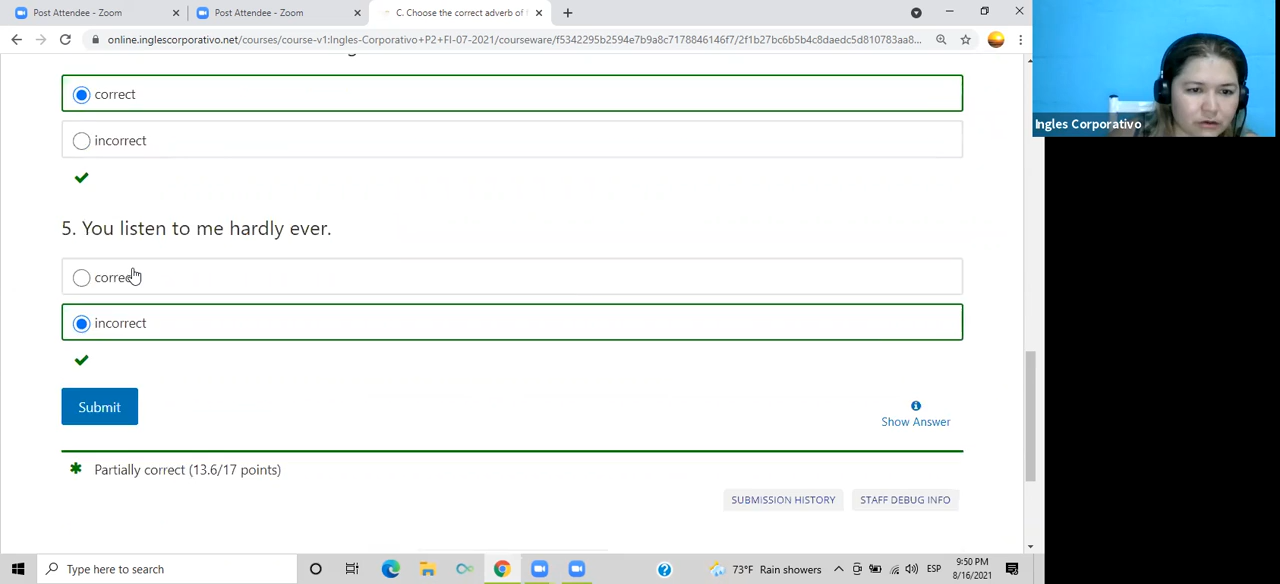 Post Attendee - Zoom
Post Attendee - Zoom
C. Choose the correct adverb of
online.inglescorporativo.net/courses/course-v1:Ingles-Corporativo+P2+FI-07-2021/courseware/f5342295b2594e7b9a8c7178846146f7/2f1b27bc6b5b4c8daedc5d810783aa8...
correct
incorrect
5. You listen to me hardly ever.
correct
incorrect
Submit
Show Answer
Partially correct (13.6/17 points)
SUBMISSION HISTORY
STAFF DEBUG INFO
Ingles Corporativo
Type here to search
73°F Rain showers
ESP
9:50 PM
8/16/2021